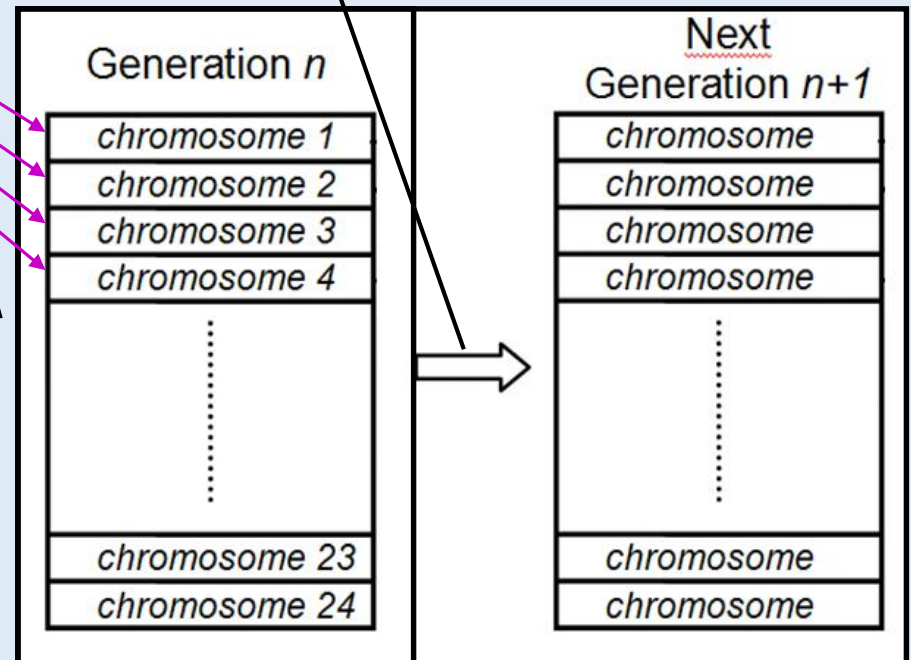 Generation n
chromosome 1
chromosome 2
chromosome 3
chromosome 4
chromosome 23
chromosome 24
Next
Generation n+1
chromosome
chromosome
chromosome
chromosome
chromosome
chromosome